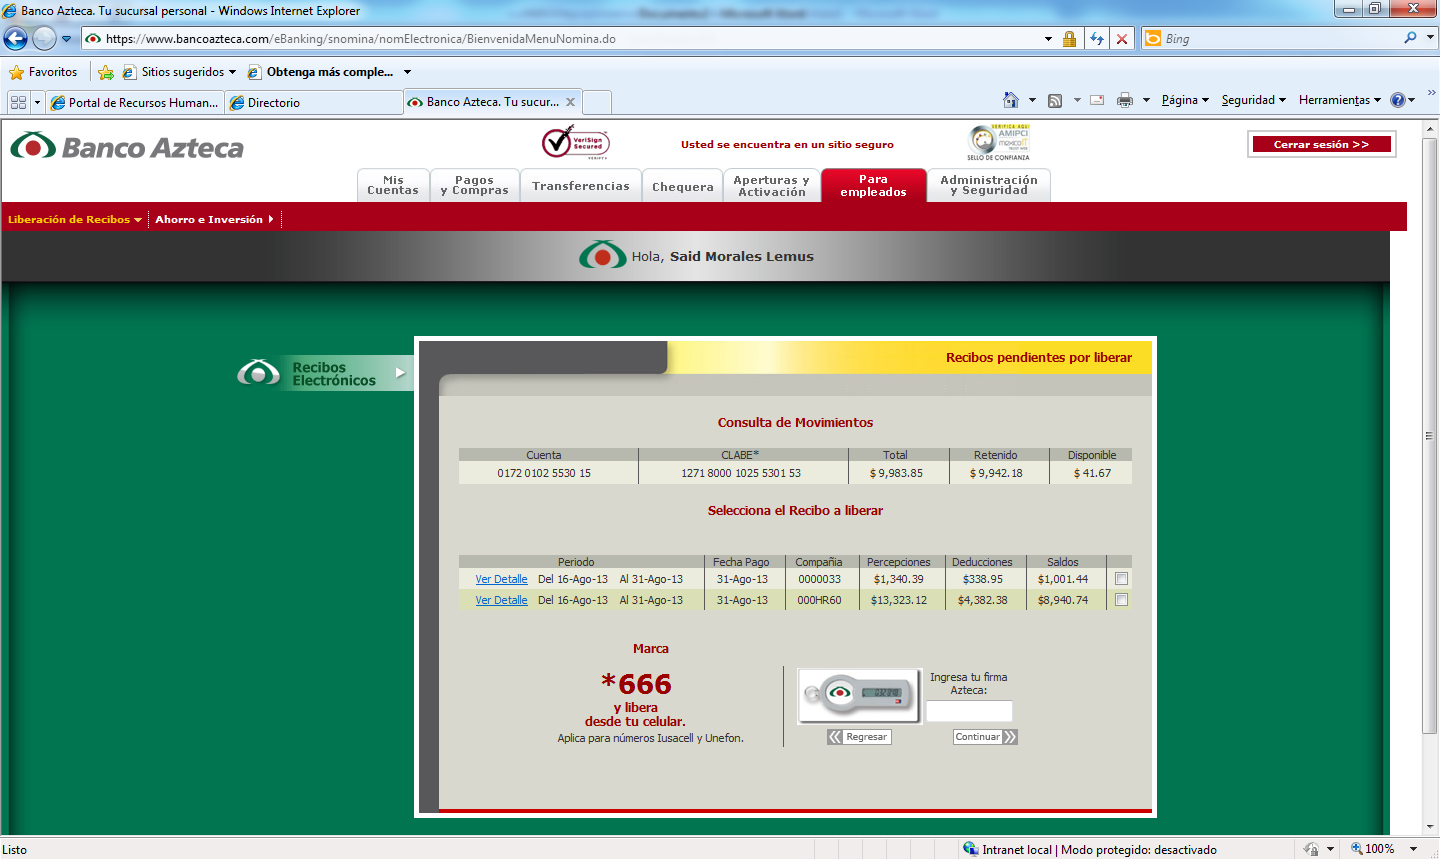 Banco Azteca. Tu sucursal personal - Windows Internet Explorer
https://www.bancoazteca.com/eBanking/snomina/nomElectronica/BienvenidaMenuNomina.do
Bing
Favoritos Sitios sugeridos Obtenga más comple...
Portal de Recursos Human... Directorio Banco Azteca. Tu sucur... Página Seguridad Herramientas
Banco Azteca
VeriSign Secured
VERIFY
Usted se encuentra en un sitio seguro
VERIFICA AQUI
AMIPCI
SELLO DE CONFIANZA
Cerrar sesión >>
Mis Cuentas
Pagos y Compras
Transferencias
Chequera
Aperturas y Activación
Para empleados
Administración y Seguridad
Liberación de Recibos Ahorro e Inversión
Hola, Said Morales Lemus
Recibos Electrónicos
Recibos pendientes por liberar
Consulta de Movimientos
Cuenta CLABE* Total Retenido Disponible
0172 0102 5530 15 1271 8000 1025 5301 53 $ 9,983.85 $ 9,942.18 $ 41.67
Selecciona el Recibo a liberar
Periodo Fecha Pago Compañia Percepciones Deducciones Saldos
Ver Detalle Del 16-Ago-13 Al 31-Ago-13 31-Ago-13 0000033 $1,340.39 $338.95 $1,001.44
Ver Detalle Del 16-Ago-13 Al 31-Ago-13 31-Ago-13 000HR60 $13,323.12 $4,382.38 $8,940.74
Marca
*666
y libera
desde tu celular.
Aplica para números Iusacell y Unefon.
Ingresa tu firma
Azteca:
Regresar Continuar
Listo Intranet local | Modo protegido: desactivado 100%